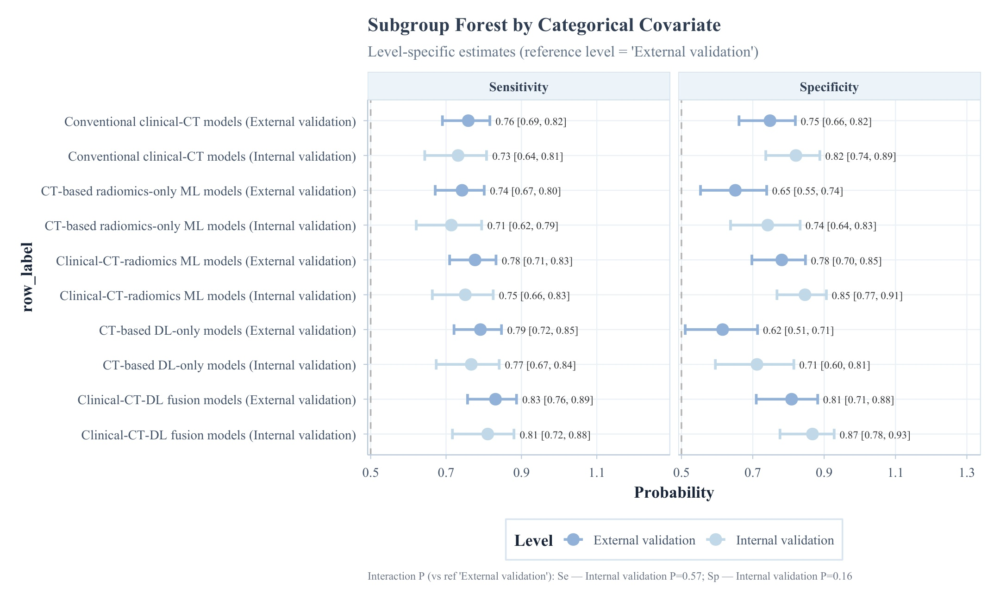 Subgroup Forest by Categorical Covariate
Level-specific estimates (reference level = 'External validation')
Sensitivity Specificity
row_label
Conventional clinical-CT models (External validation) 0.76 [0.69, 0.82] 0.75 [0.66, 0.82]
Conventional clinical-CT models (Internal validation) 0.73 [0.64, 0.81] 0.82 [0.74, 0.89]
CT-based radiomics-only ML models (External validation) 0.74 [0.67, 0.80] 0.65 [0.55, 0.74]
CT-based radiomics-only ML models (Internal validation) 0.71 [0.62, 0.79] 0.74 [0.64, 0.83]
Clinical-CT-radiomics ML models (External validation) 0.78 [0.71, 0.83] 0.78 [0.70, 0.85]
Clinical-CT-radiomics ML models (Internal validation) 0.75 [0.66, 0.83] 0.85 [0.77, 0.91]
CT-based DL-only models (External validation) 0.79 [0.72, 0.85] 0.62 [0.51, 0.71]
CT-based DL-only models (Internal validation) 0.77 [0.67, 0.84] 0.71 [0.60, 0.81]
Clinical-CT-DL fusion models (External validation) 0.83 [0.76, 0.89] 0.81 [0.71, 0.88]
Clinical-CT-DL fusion models (Internal validation) 0.81 [0.72, 0.88] 0.87 [0.78, 0.93]
0.5 0.7 0.9 1.1 0.5 0.7 0.9 1.1 1.3
Probability
Level External validation Internal validation
Interaction P (vs ref 'External validation'): Se — Internal validation P=0.57; Sp — Internal validation P=0.16